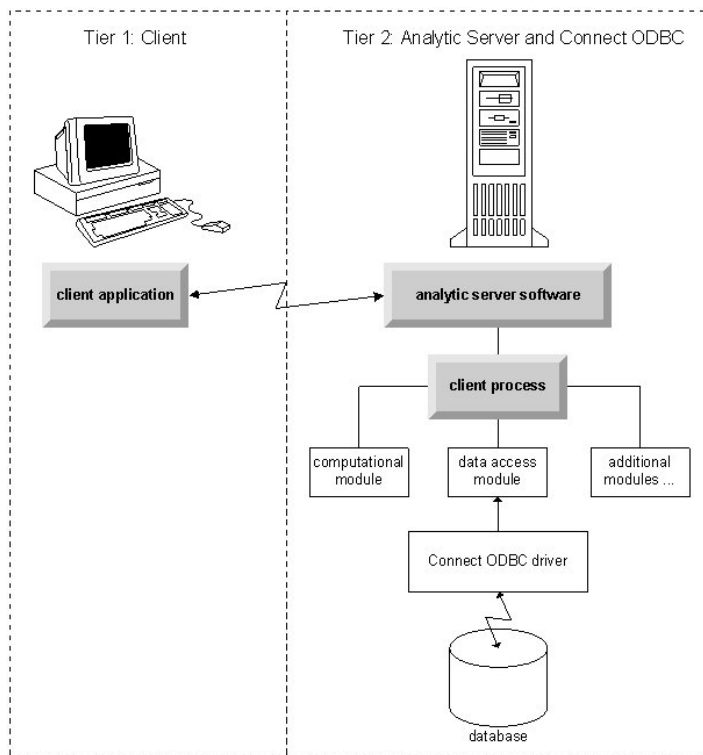 Tier 1: Client
Tier 2: Analytic Server and Connect ODBC
client application
analytic server software
client process
computational
module
data access
module
additional
modules ...
Connect ODBC driver
database